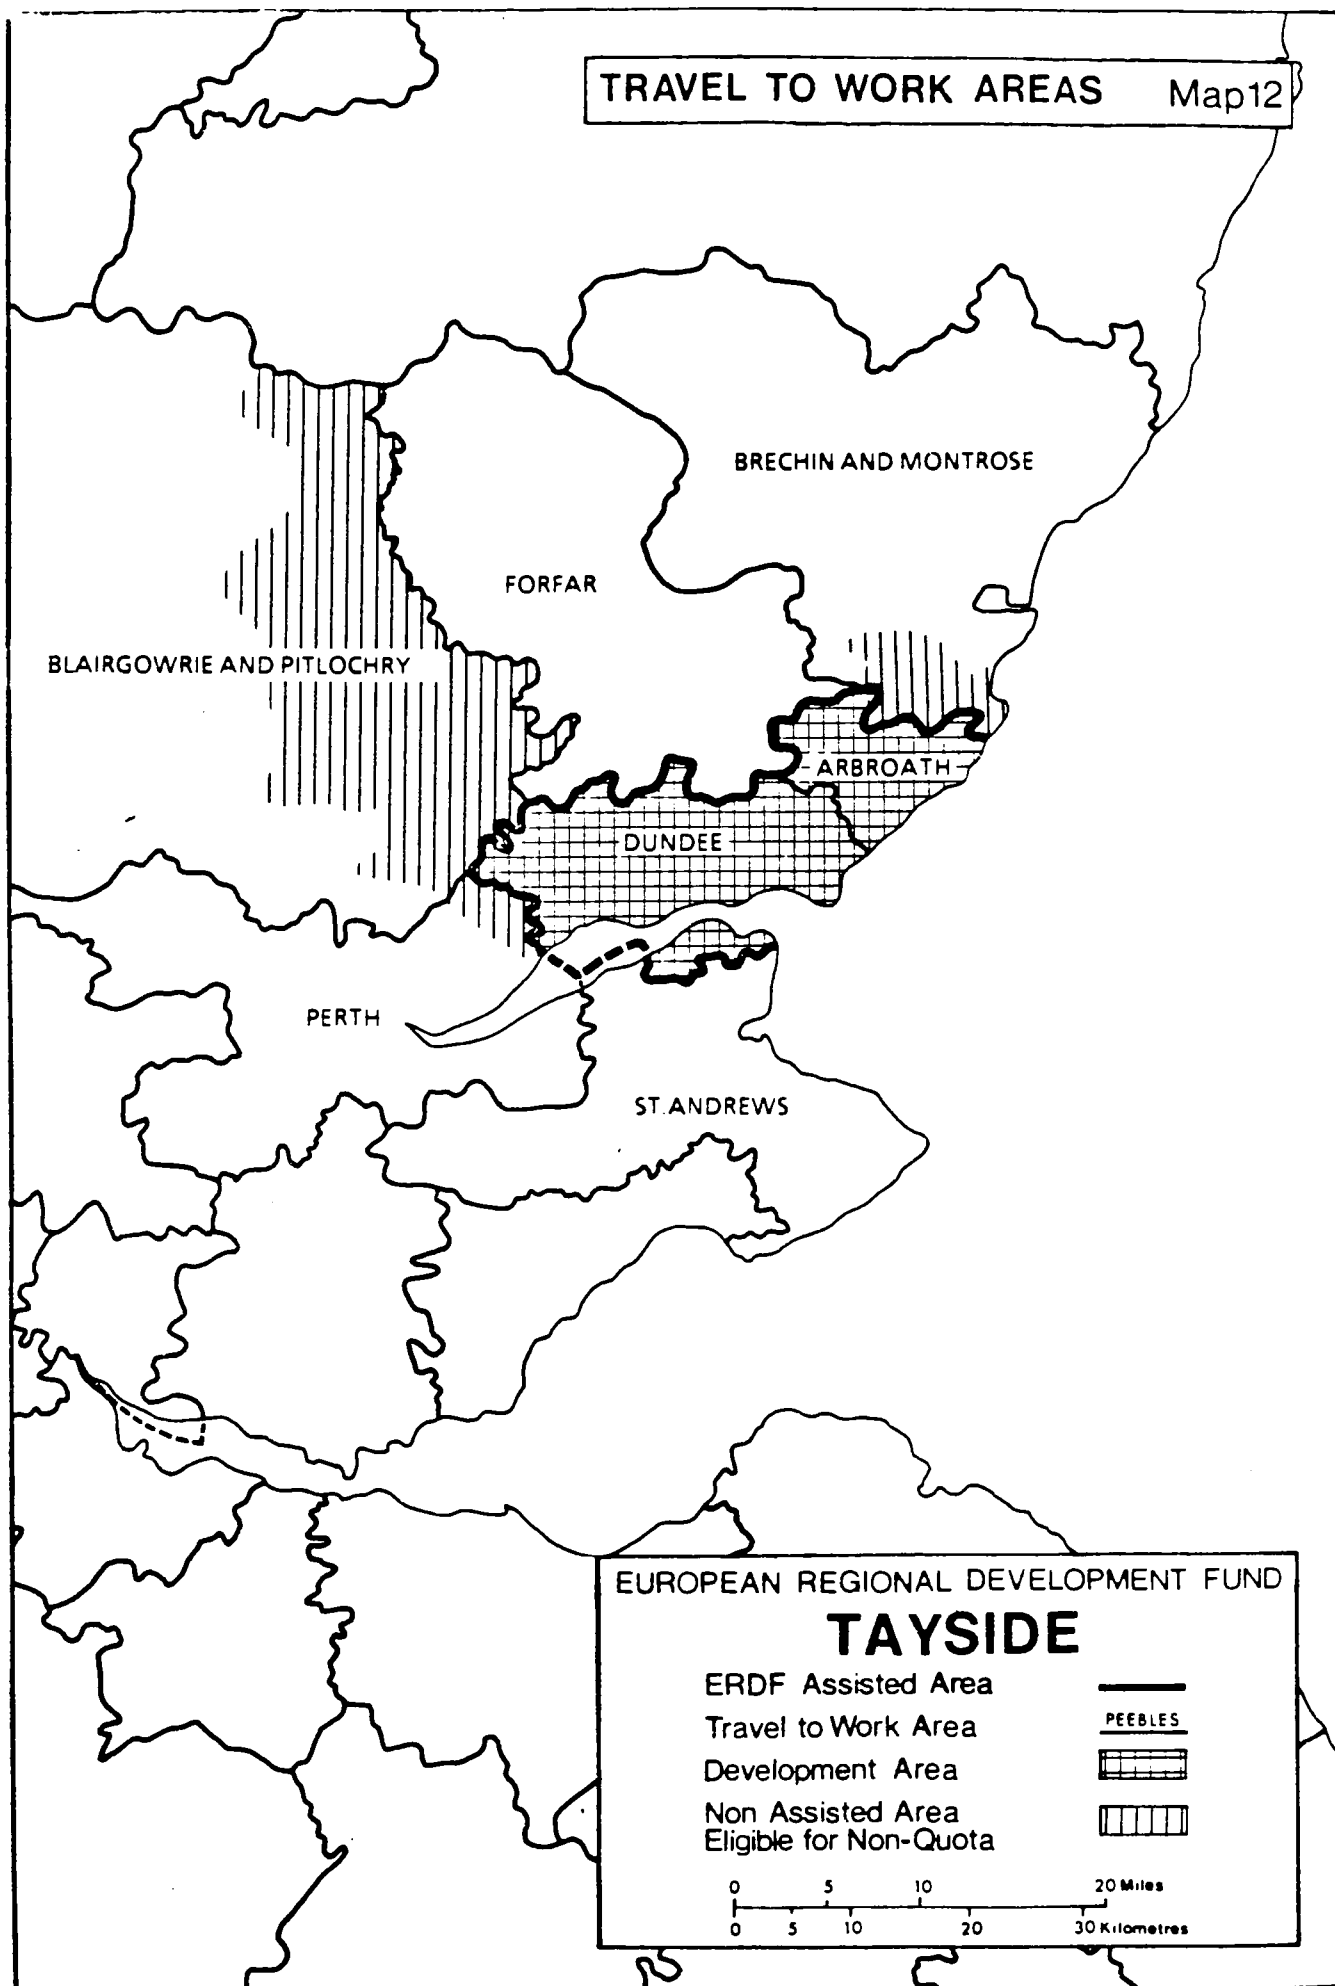 TRAVEL TO WORK AREAS Map12
BRECHIN AND MONTROSE
FORFAR
BLAIRGOWRIE AND PITLOCHRY
ARBROATH
DUNDEE
PERTH
ST.ANDREWS
EUROPEAN REGIONAL DEVELOPMENT FUND
TAYSIDE
ERDF Assisted Area
Travel to Work Area PEEBLES
Development Area
Non Assisted Area
Eligible for Non-Quota
0 5 10 20 Miles
0 5 10 20 30 Kilometres